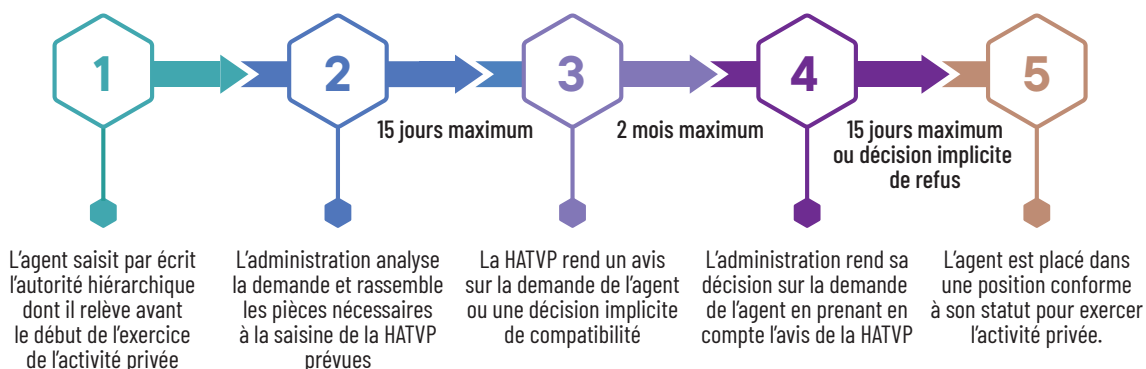 1
2
3
4
5
15 jours maximum
2 mois maximum
15 jours maximum
ou décision implicite
de refus
L'agent saisit par écrit
l'autorité hiérarchique
dont il relève avant
le début de l'exercice
de l'activité privée
L'administration analyse
la demande et rassemble
les pièces nécessaires
à la saisine de la HATVP
prévues
La HATVP rend un avis
sur la demande de l'agent
ou une décision implicite
de compatibilité
L'administration rend sa
décision sur la demande
de l'agent en prenant en
compte l'avis de la HATVP
L'agent est placé dans
une position conforme
à son statut pour exercer
l'activité privée.